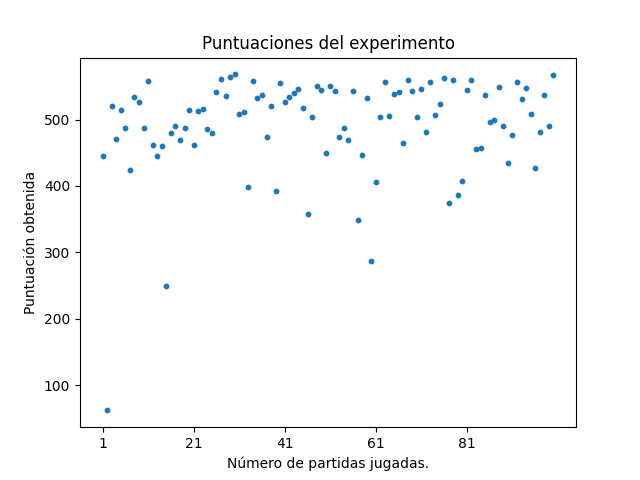 Puntuaciones del experimento
Puntuación obtenida
500
400
300
200
100
1 21 41 61 81
Número de partidas jugadas.